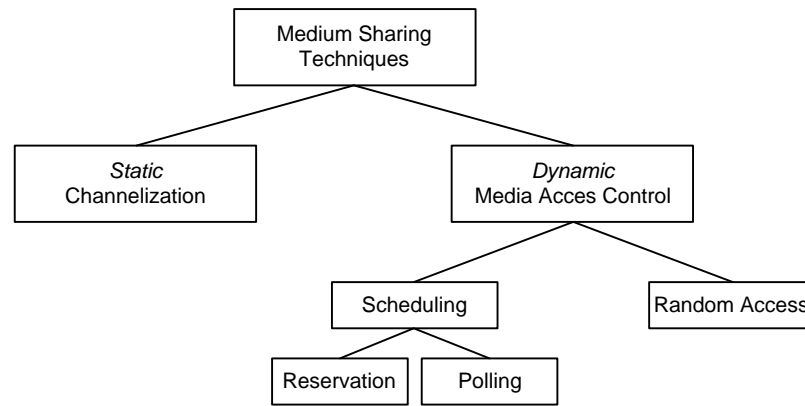 Medium Sharing
Techniques
Static
Channelization
Dynamic
Media Acces Control
Scheduling
Random Access
Reservation
Polling